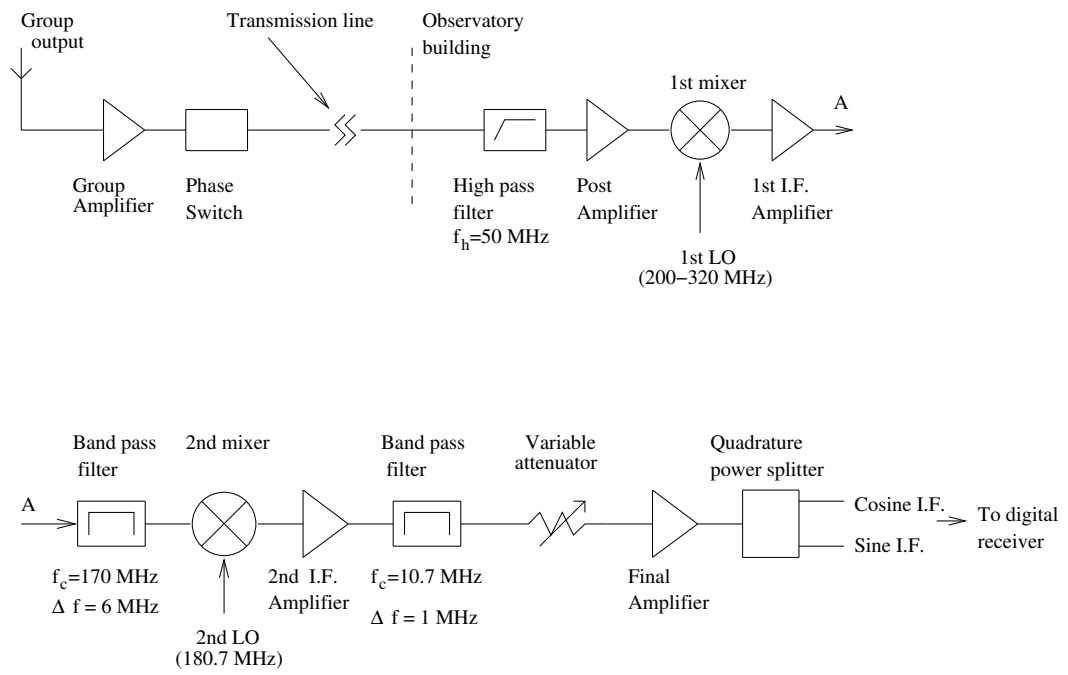 Group
output
Transmission line
Observatory
building
1st mixer
A
Group
Amplifier
Phase
Switch
High pass
filter
f_h=50 MHz
Post
Amplifier
1st I.F.
Amplifier
1st LO
(200−320 MHz)
Band pass
filter
2nd mixer
Band pass
filter
Variable
attenuator
Quadrature
power splitter
A
Cosine I.F.
Sine I.F.
To digital
receiver
f_c=170 MHz
Δ f = 6 MHz
2nd I.F.
Amplifier
f_c=10.7 MHz
Δ f = 1 MHz
Final
Amplifier
2nd LO
(180.7 MHz)